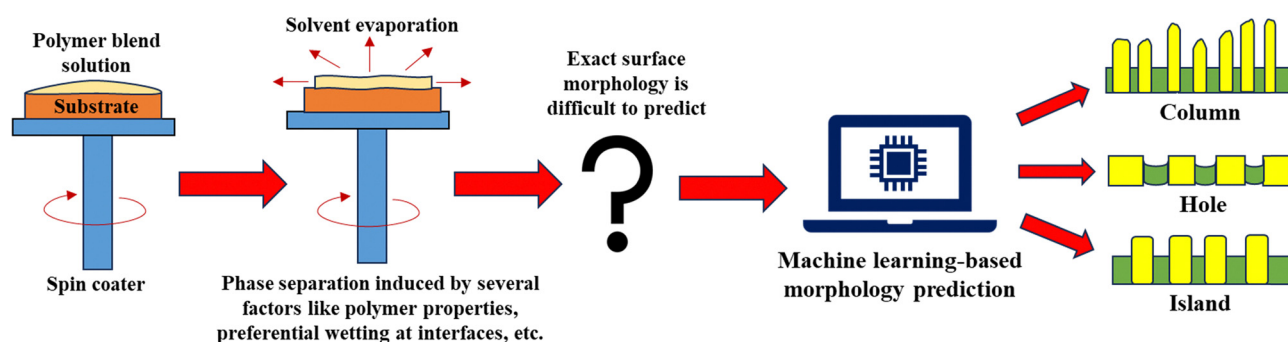 Polymer blend
solution
Substrate
Spin coater
Solvent evaporation
Phase separation induced by several
factors like polymer properties,
preferential wetting at interfaces, etc.
Exact surface
morphology is
difficult to predict
?
Machine learning-based
morphology prediction
Column
Hole
Island